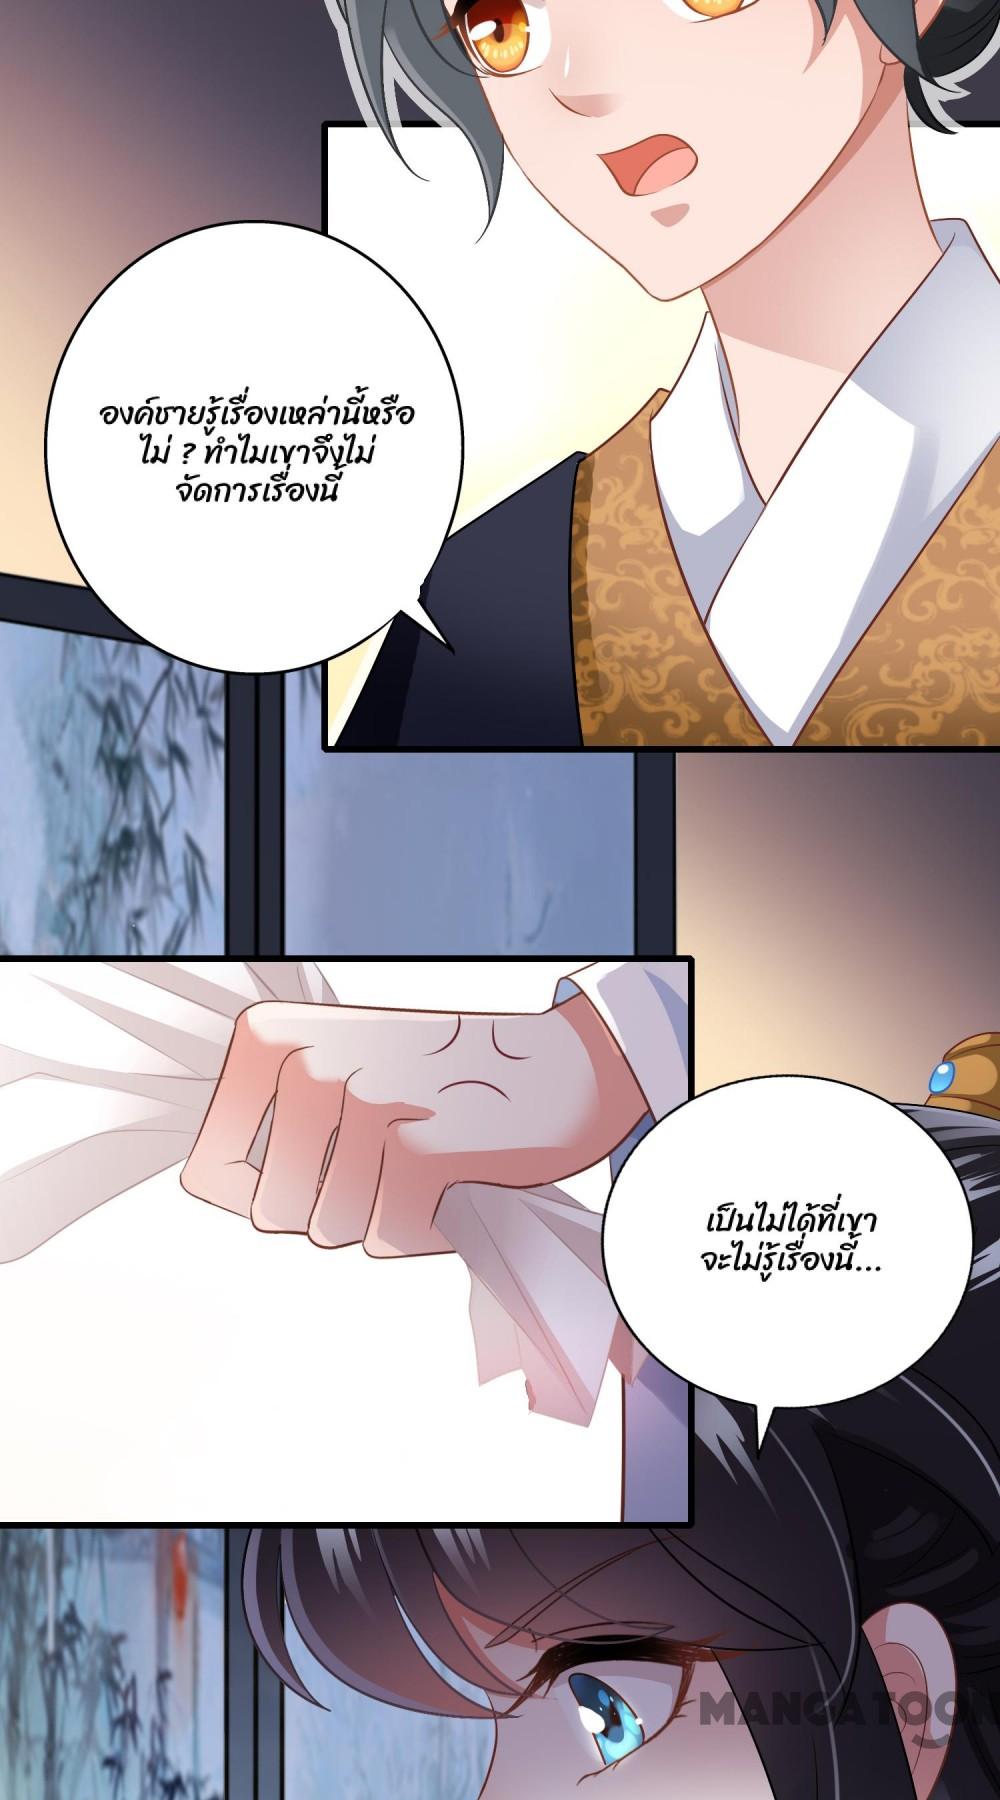 องค์ชายรู้เรื่องเหล่านี้หรือ
ไม่ ? ทำไมเขาจึงไม่
จัดการเรื่องนี้
เป็นไม่ได้ที่เขา
จะไม่รู้เรื่องนี้...
MANGATOON